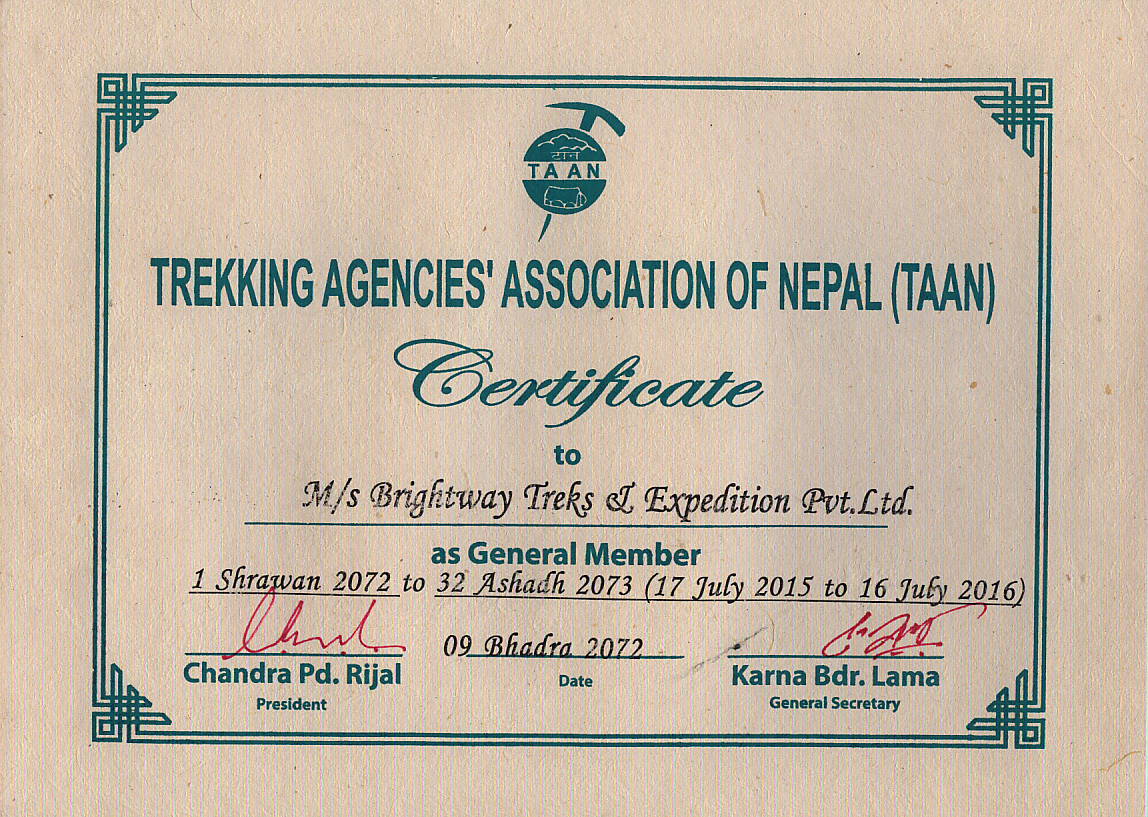 टान
TAAN
TREKKING AGENCIES' ASSOCIATION OF NEPAL (TAAN)
Certificate
to
M/s Brightway Treks & Expedition Pvt.Ltd.
as General Member
1 Shrawan 2072 to 32 Ashadh 2073 (17 July 2015 to 16 July 2016)
09 Bhadra 2072
Chandra Pd. Rijal
Date
Karna Bdr. Lama
President
General Secretary